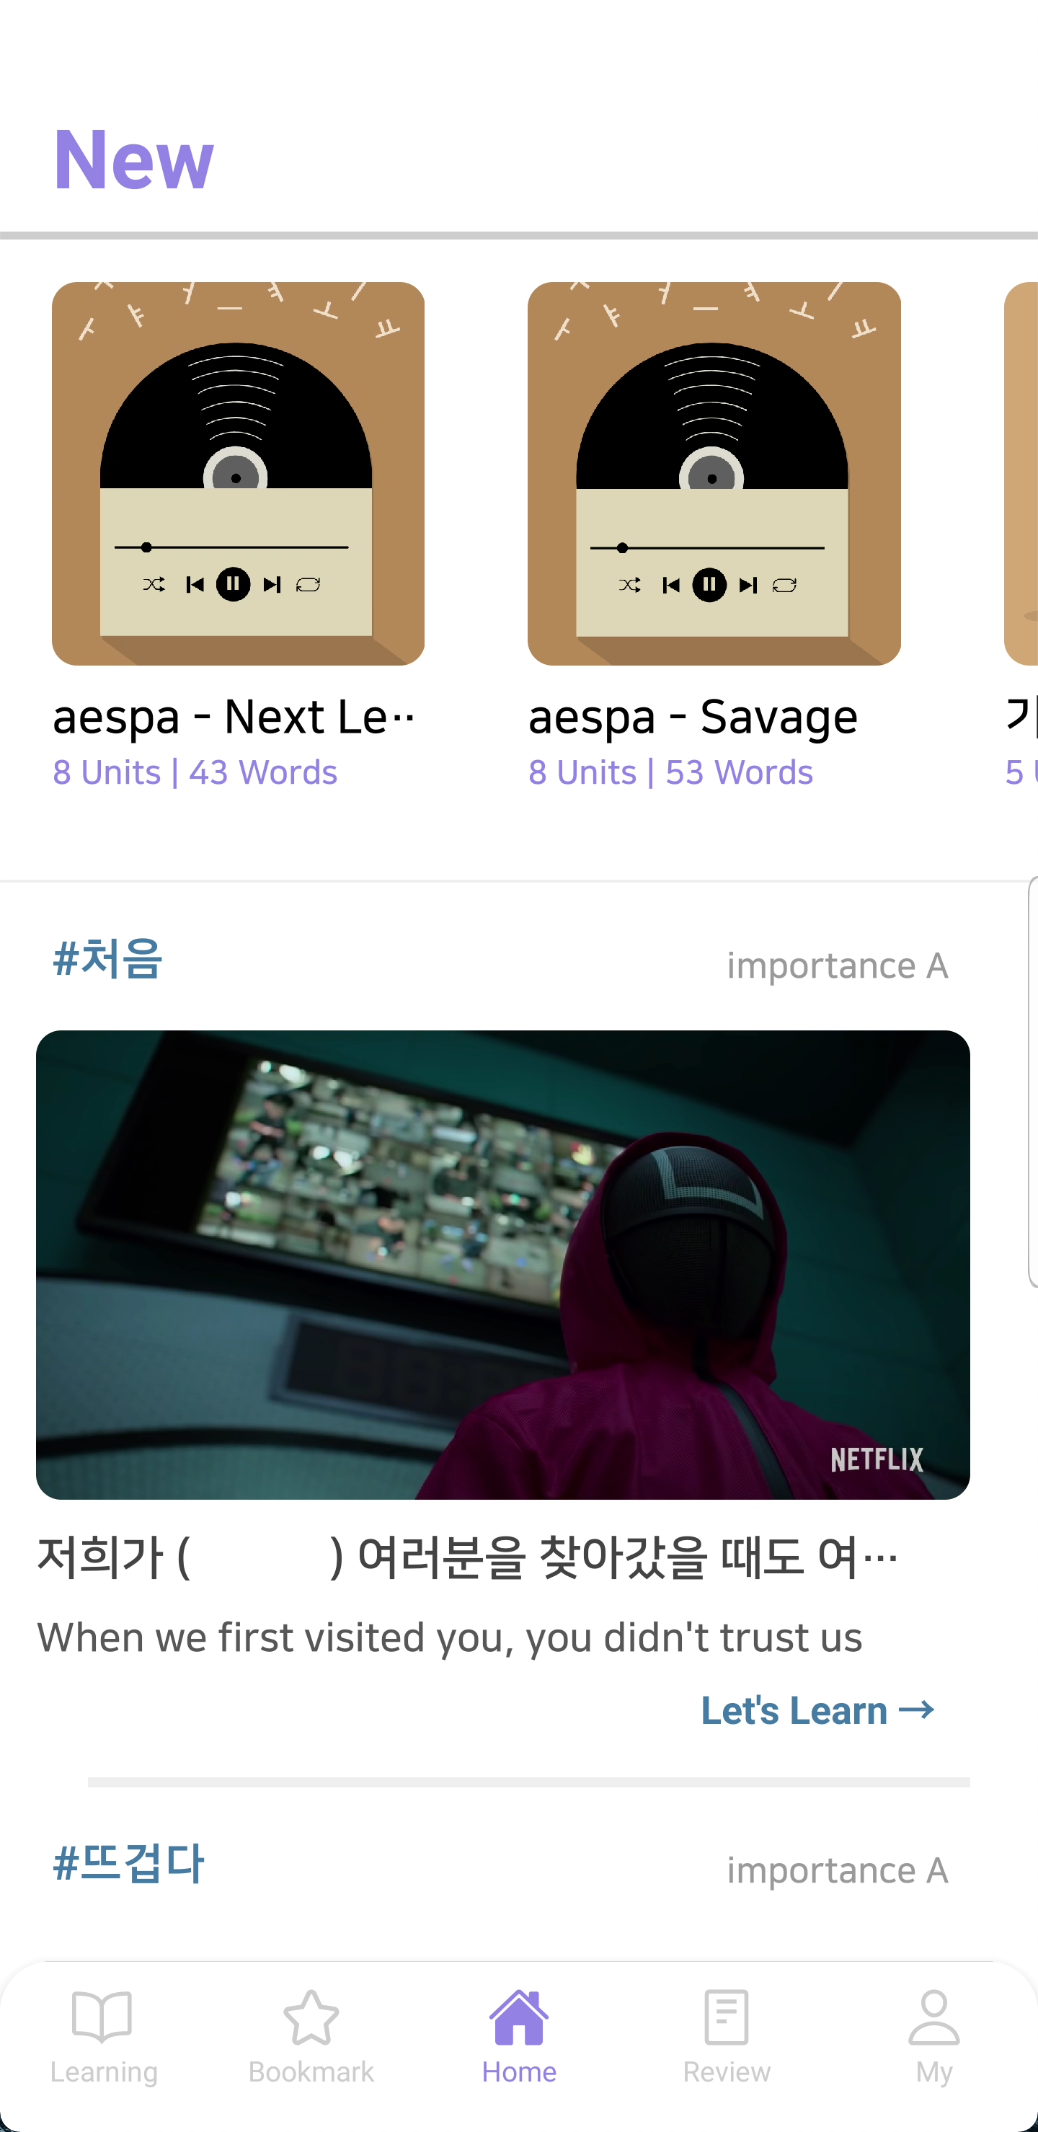 New
aespa - Next Le··
8 Units | 43 Words
aespa - Savage
8 Units | 53 Words
5
#처음
importance A
NETFLIX
저희가 ( ) 여러분을 찾아갔을 때도 여···
When we first visited you, you didn't trust us
Let's Learn →
#뜨겁다
importance A
Learning
Bookmark
Home
Review
My